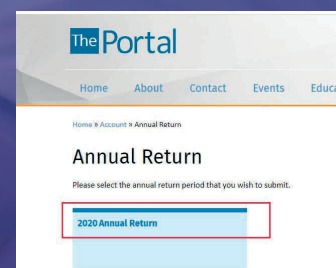 The Portal
Home About Contact Events Educa
Home » Account » Annual Return
Annual Return
Please select the annual return period that you wish to submit.
2020 Annual Return